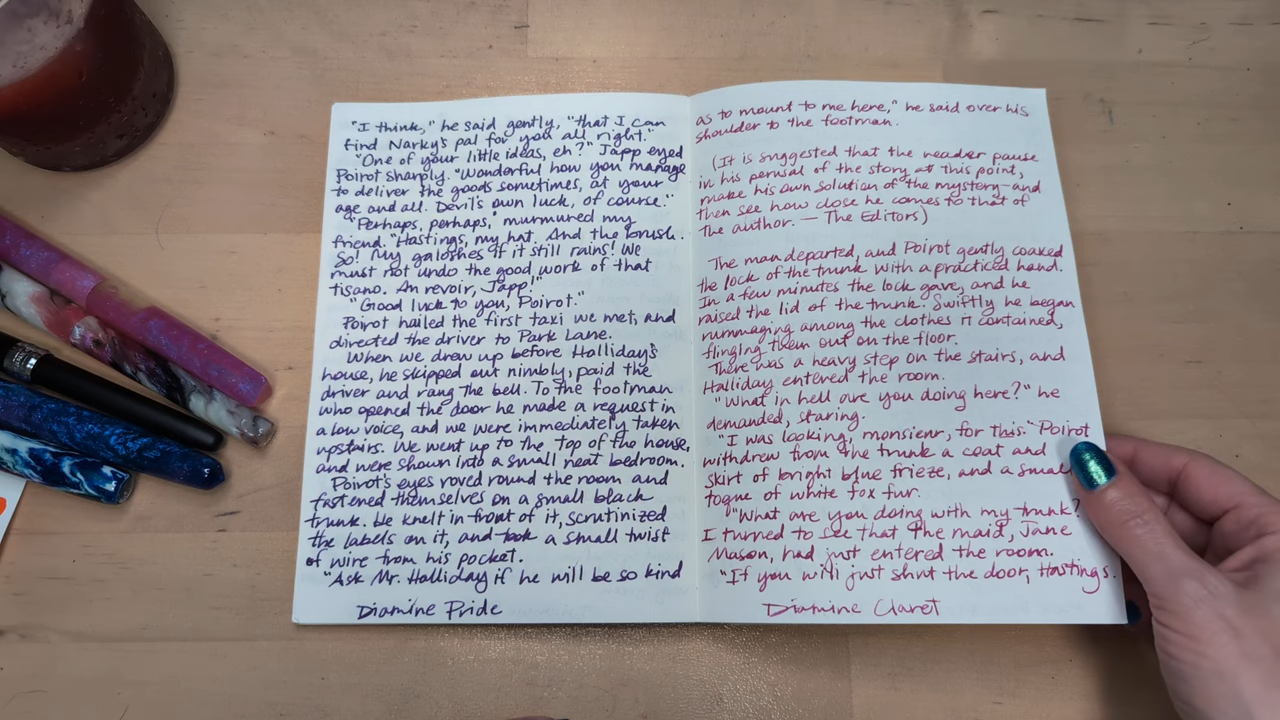 "I think," he said gently, "that I can
find Narky's pal for you all right."
"One of your little ideas, eh?" Japp eyed
Poirot sharply. "Wonderful how you manage
to deliver the goods sometimes, at your
age and all. Devil's own luck, of course."
"Perhaps, perhaps," murmured my
friend. "Hastings, my hat. And the brush.
So! My galoshes if it still rains! We
must not undo the good work of that
tisano. Au revoir, Japp!"
"Good luck to you, Poirot."
Poirot hailed the first taxi we met, and
directed the driver to Park Lane.
When we drew up before Halliday's
house, he skipped out nimbly, paid the
driver and rang the bell. To the footman
who opened the door he made a request in
a low voice, and we were immediately taken
upstairs. We went up to the top of the house,
and were shown into a small neat bedroom.
Poirot's eyes roved round the room and
fastened themselves on a small black
trunk. He knelt in front of it, scrutinized
the labels on it, and took a small twist
of wire from his pocket.
"Ask Mr. Halliday if he will be so kind
Diamine Pride
as to mount to me here," he said over his
shoulder to the footman.
(It is suggested that the reader pause
in his perusal of the story at this point,
make his own solution of the mystery—and
then see how close he comes to that of
the author. — The Editors)
The man departed, and Poirot gently coaxed
the lock of the trunk with a practiced hand.
In a few minutes the lock gave, and he
raised the lid of the trunk. Swiftly he began
rummaging among the clothes it contained,
flinging them out on the floor.
There was a heavy step on the stairs, and
Halliday entered the room.
"What in hell are you doing here?" he
demanded, staring.
"I was looking, monsieur, for this." Poirot
withdrew from the trunk a coat and
skirt of bright blue frieze, and a small
toque of white fox fur.
"What are you doing with my trunk?
I turned to see that the maid, Jane
Mason, had just entered the room.
"If you will just shut the door, Hastings.
Diamine Claret